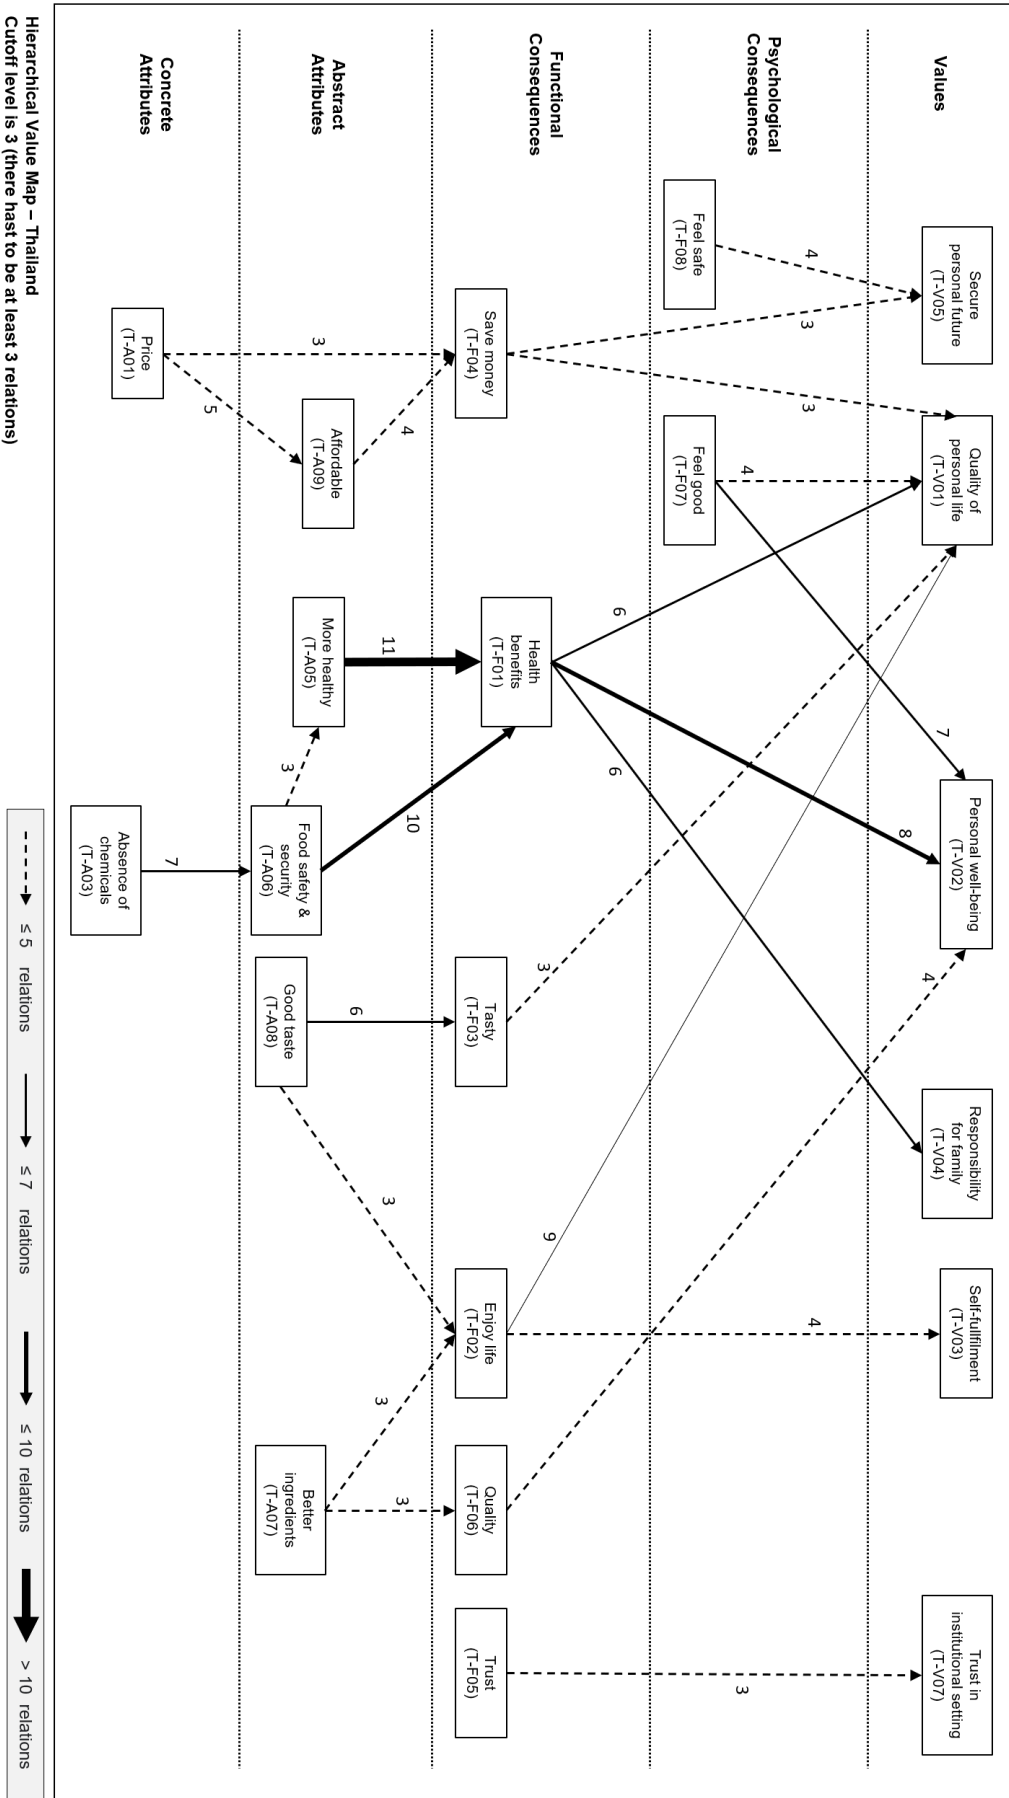 Values
Secure
personal future
(T-V05)
Quality of
personal life
(T-V01)
Personal well-being
(T-V02)
Responsibility
for family
(T-V04)
Self-fullfilment
(T-V03)
Trust in
institutional setting
(T-V07)
Psychological
Consequences
Feel safe
(T-F08)
Feel good
(T-F07)
4
3
3
4
7
8
4
4
3
Functional
Consequences
Save money
(T-F04)
Health
benefits
(T-F01)
Tasty
(T-F03)
Enjoy life
(T-F02)
Quality
(T-F06)
Trust
(T-F05)
6
6
3
9
Abstract
Attributes
Affordable
(T-A09)
More healthy
(T-A05)
Food safety &
security
(T-A06)
Good taste
(T-A08)
Better
ingredients
(T-A07)
3
4
11
10
6
3
3
3
3
Concrete
Attributes
Price
(T-A01)
Absence of
chemicals
(T-A03)
5
7
Hierarchical Value Map – Thailand
Cutoff level is 3 (there hast to be at least 3 relations)
≤ 5 relations
≤ 7 relations
≤ 10 relations
> 10 relations